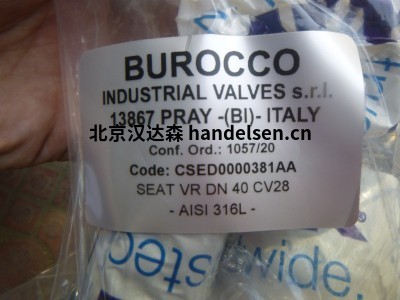 BUROCCO
INDUSTRIAL VALVES s.r.l.
13867 PRAY -(BI)- ITALY
北京汉达森 handelsen.cn
Conf. Ord.: 1057/20
Code: CSED0000381AA
SEAT VR DN 40 CV28
- AISI 316L -
wide.